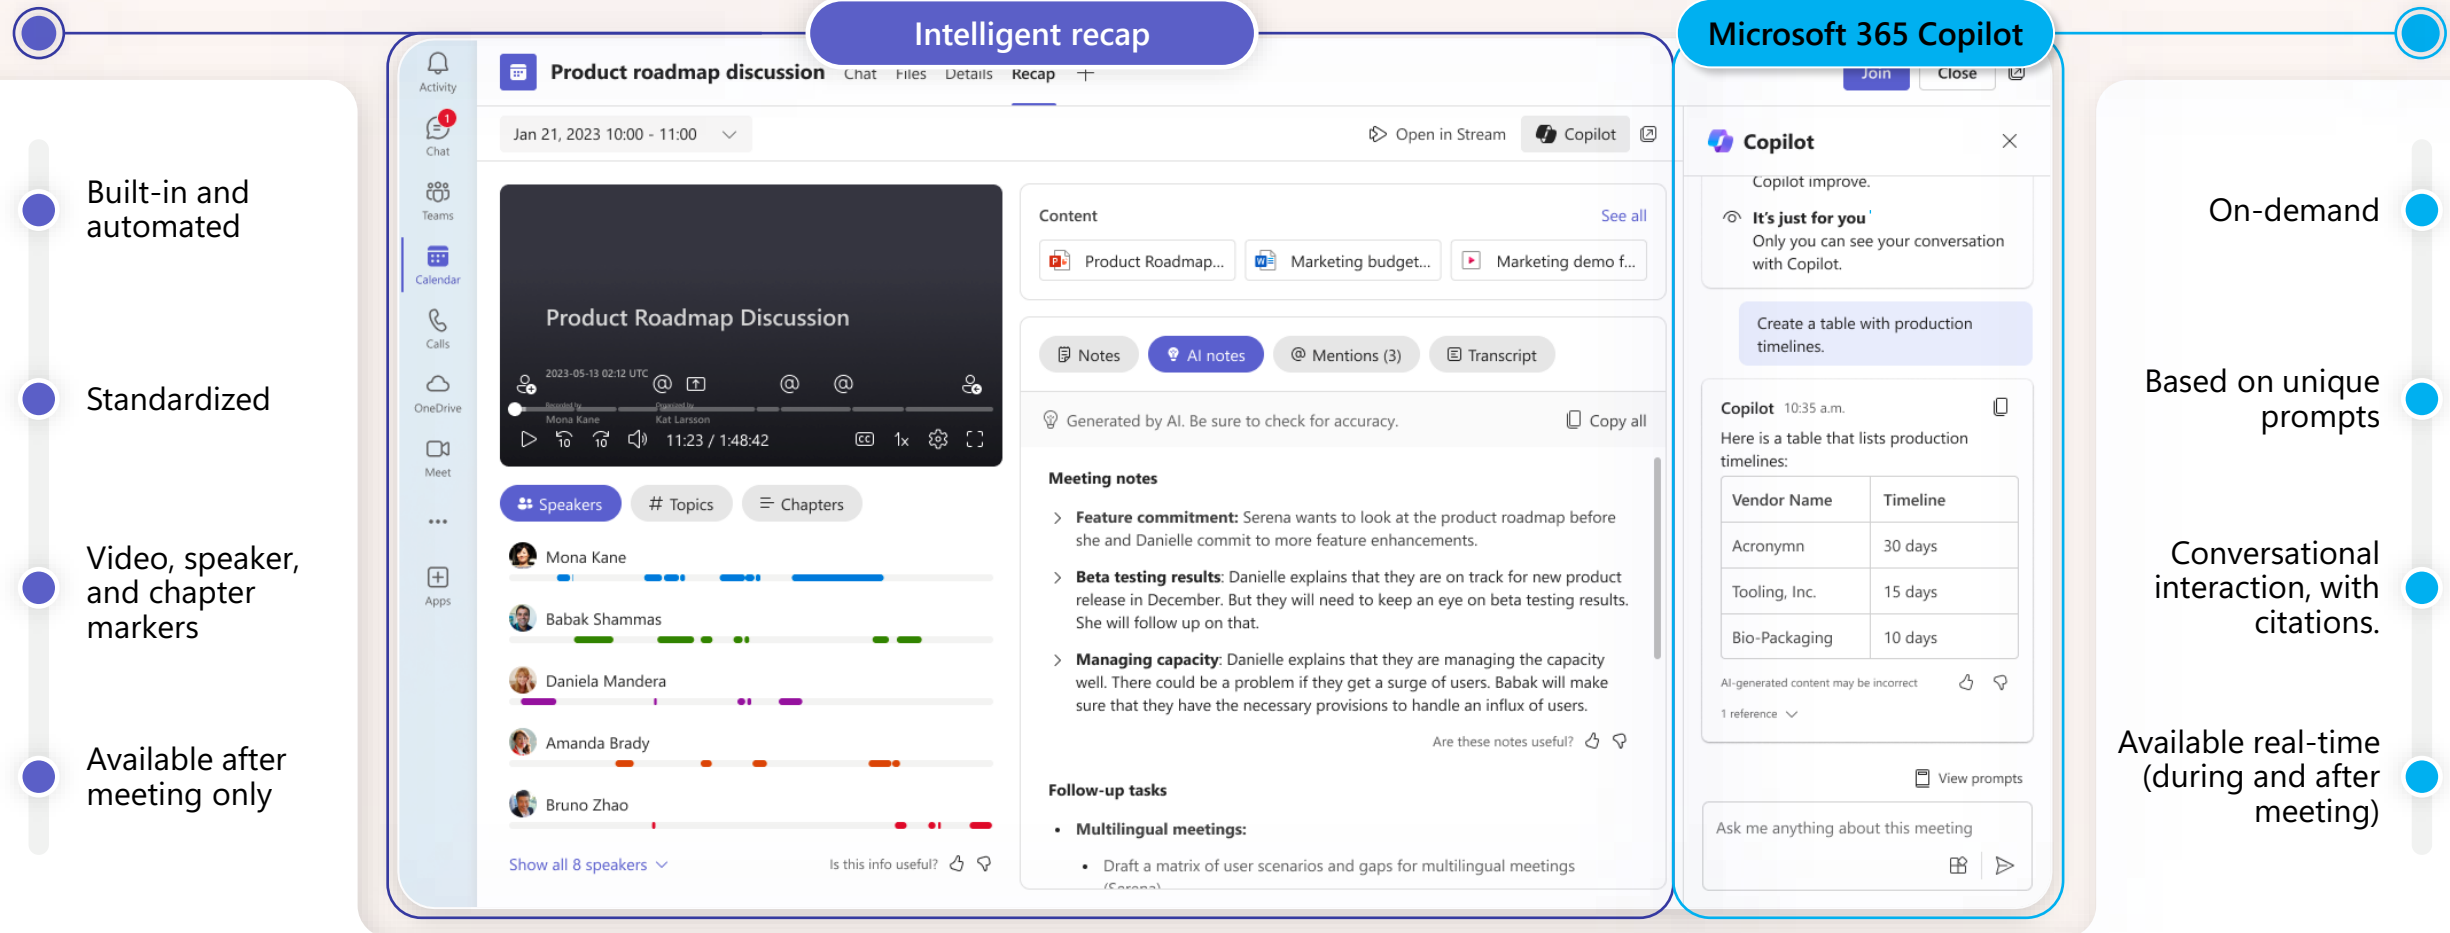 Intelligent recap
Microsoft 365 Copilot
Built-in and
automated
Standardized
Video, speaker,
and chapter
markers
Available after
meeting only
Activity
1
Chat
Teams
Calendar
Calls
OneDrive
Meet
Apps
Product roadmap discussion Chat Files Details Recap
Join Close
Jan 21, 2023 10:00 - 11:00
Open in Stream Copilot
Product Roadmap Discussion
2023-05-13 02:12 UTC
Recorded by Organized by
Mona Kane Kat Larsson
10 10 11:23 / 1:48:42 CC 1x
Speakers # Topics Chapters
Mona Kane
Babak Shammas
Daniela Mandera
Amanda Brady
Bruno Zhao
Show all 8 speakers Is this info useful?
Content See all
Product Roadmap... Marketing budget... Marketing demo f...
Notes AI notes @ Mentions (3) Transcript
Generated by AI. Be sure to check for accuracy. Copy all
Meeting notes
> Feature commitment: Serena wants to look at the product roadmap before
she and Danielle commit to more feature enhancements.
> Beta testing results: Danielle explains that they are on track for new product
release in December. But they will need to keep an eye on beta testing results.
She will follow up on that.
> Managing capacity: Danielle explains that they are managing the capacity
well. There could be a problem if they get a surge of users. Babak will make
sure that they have the necessary provisions to handle an influx of users.
Are these notes useful?
Follow-up tasks
• Multilingual meetings:
• Draft a matrix of user scenarios and gaps for multilingual meetings
(Serena)
Copilot
Copilot improve.
It's just for you
Only you can see your conversation
with Copilot.
Create a table with production
timelines.
Copilot 10:35 a.m.
Here is a table that lists production
timelines:
Vendor Name Timeline
Acronymn 30 days
Tooling, Inc. 15 days
Bio-Packaging 10 days
AI-generated content may be incorrect
1 reference
View prompts
Ask me anything about this meeting
On-demand
Based on unique
prompts
Conversational
interaction, with
citations.
Available real-time
(during and after
meeting)